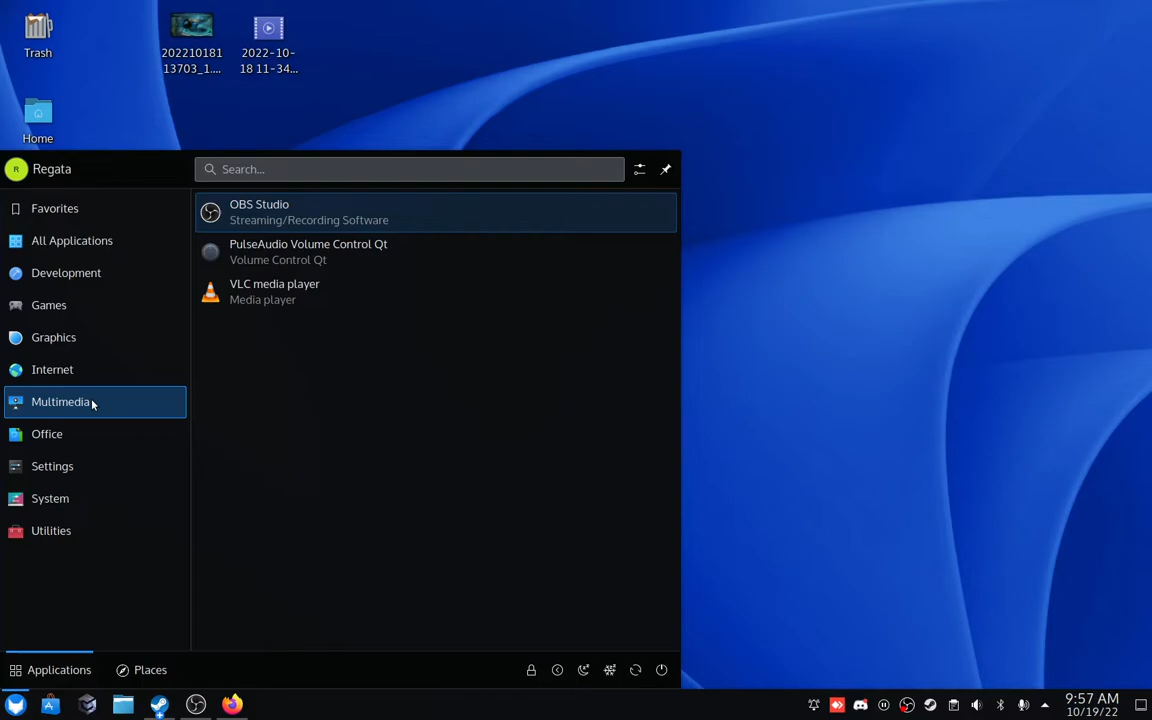 Trash
202210181
13703_1....
2022-10-
18 11-34...
Home
Regata
Search...
Favorites
All Applications
Development
Games
Graphics
Internet
Multimedia
Office
Settings
System
Utilities
OBS Studio
Streaming/Recording Software
PulseAudio Volume Control Qt
Volume Control Qt
VLC media player
Media player
Applications
Places
9:57 AM
10/19/22